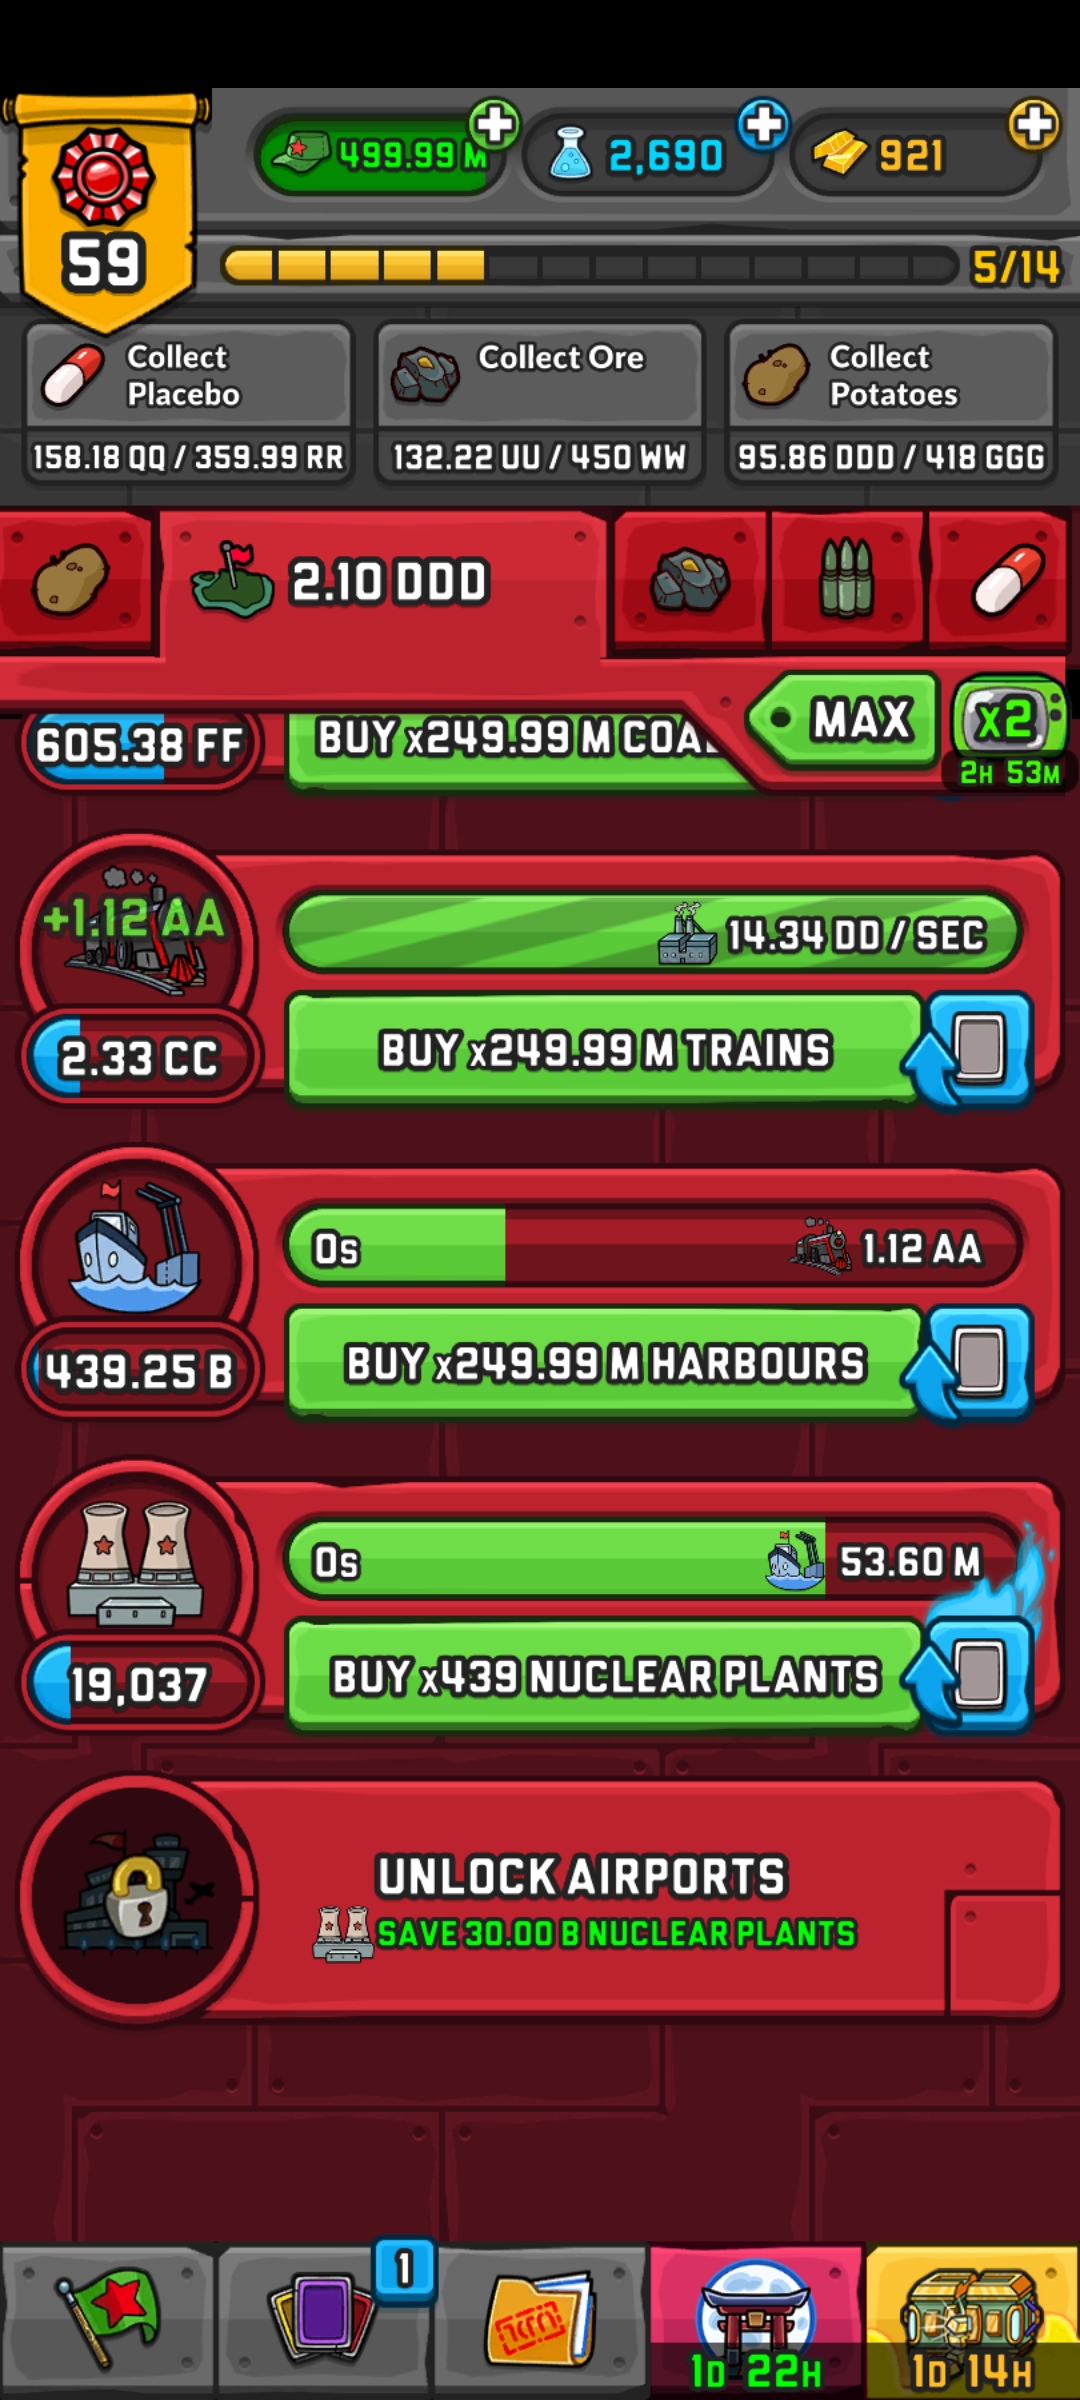 499.99 M
2,690
921
59
5/14
Collect
Placebo
158.18 QQ / 359.99 RR
Collect Ore
132.22 UU / 450 WW
Collect
Potatoes
95.86 DDD / 418 GGG
2.10 DDD
MAX
x2
2H 53M
605.38 FF
BUY x249.99 M COAL
+1.12 AA
14.34 DD / SEC
2.33 CC
BUY x249.99 M TRAINS
0s
1.12 AA
439.25 B
BUY x249.99 M HARBOURS
0s
53.60 M
19,037
BUY x439 NUCLEAR PLANTS
UNLOCK AIRPORTS
SAVE 30.00 B NUCLEAR PLANTS
1
1D 22H
1D 14H